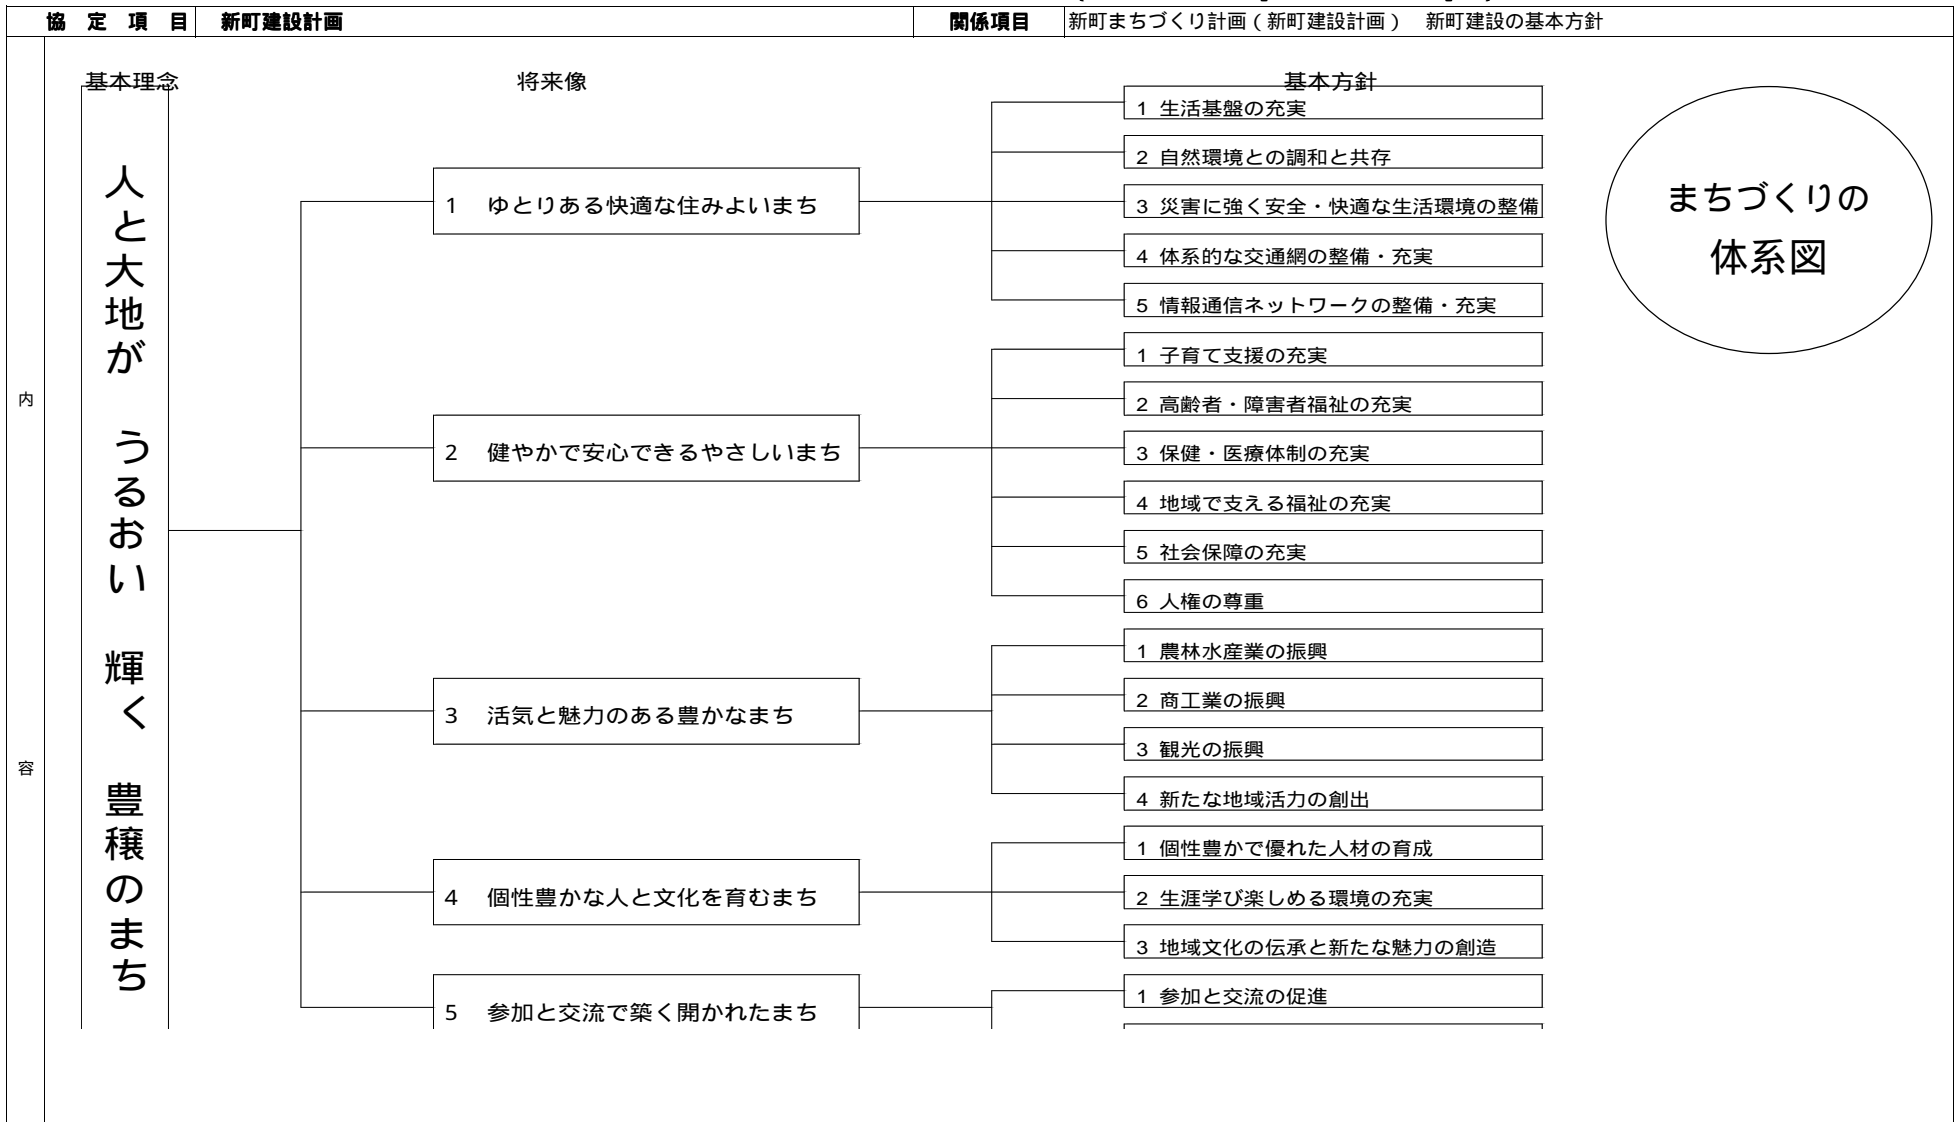 協 定 項 目 新町建設計画 関係項目 新町まちづくり計画(新町建設計画) 新町建設の基本方針
内
容
基本理念
将来像
基本方針
まちづくりの
体系図
人と大地が うるおい 輝く 豊穣のまち
1 ゆとりある快適な住みよいまち
1 生活基盤の充実
2 自然環境との調和と共存
3 災害に強く安全・快適な生活環境の整備
4 体系的な交通網の整備・充実
5 情報通信ネットワークの整備・充実
2 健やかで安心できるやさしいまち
1 子育て支援の充実
2 高齢者・障害者福祉の充実
3 保健・医療体制の充実
4 地域で支える福祉の充実
5 社会保障の充実
6 人権の尊重
3 活気と魅力のある豊かなまち
1 農林水産業の振興
2 商工業の振興
3 観光の振興
4 新たな地域活力の創出
4 個性豊かな人と文化を育むまち
1 個性豊かで優れた人材の育成
2 生涯学び楽しめる環境の充実
3 地域文化の伝承と新たな魅力の創造
5 参加と交流で築く開かれたまち
1 参加と交流の促進